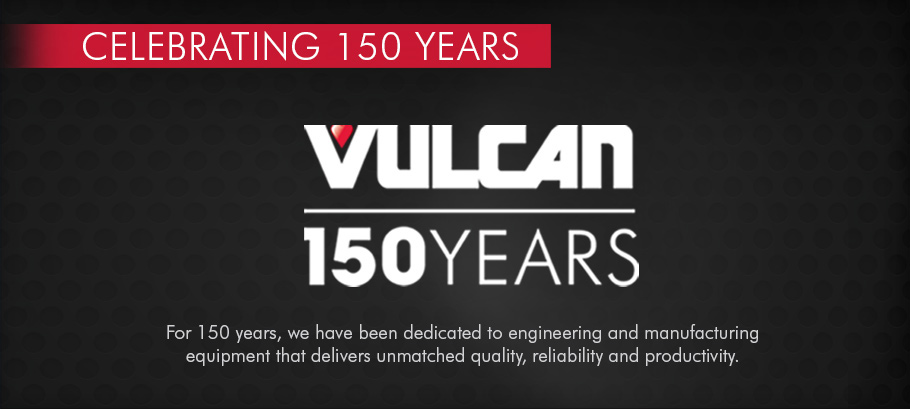 CELEBRATING 150 YEARS
VULCAN
150YEARS
For 150 years, we have been dedicated to engineering and manufacturing
equipment that delivers unmatched quality, reliability and productivity.